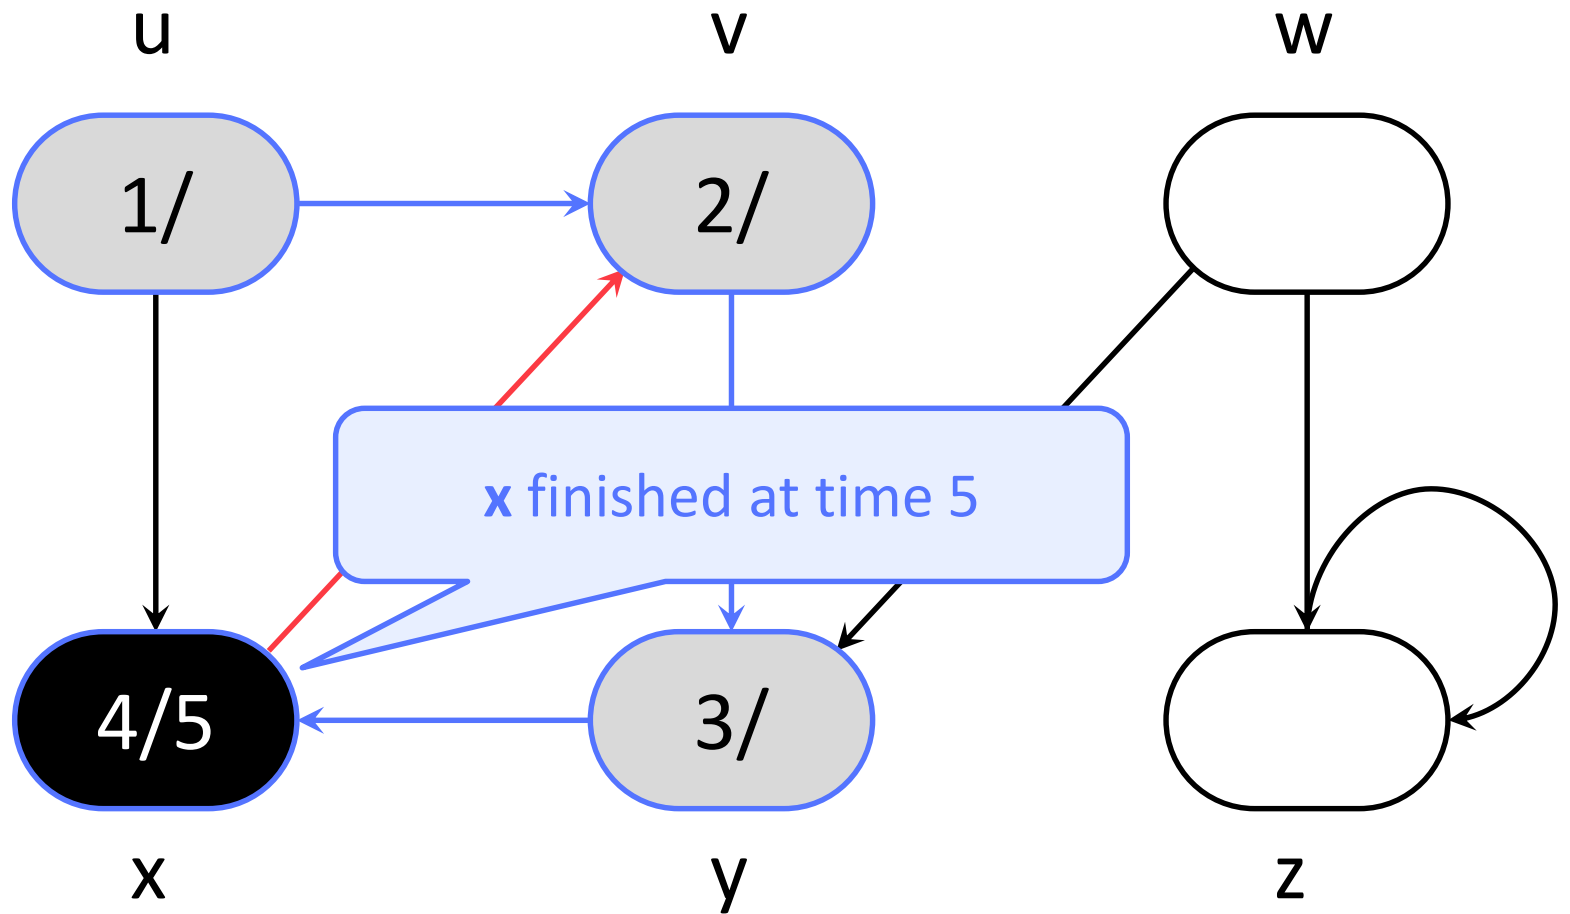 u v w
1/ 2/
x finished at time 5
4/5 3/
x y z